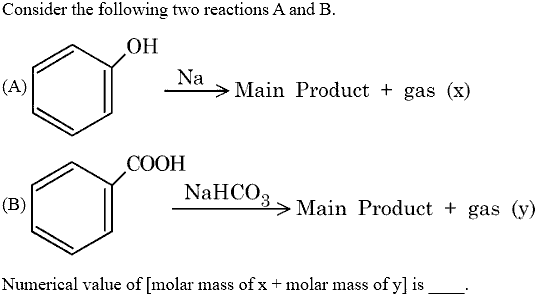 Consider the following two reactions A and B.
OH
(A) Na Main Product + gas (x)
COOH
(B) NaHCO₃ Main Product + gas (y)
Numerical value of [molar mass of x + molar mass of y] is ____.